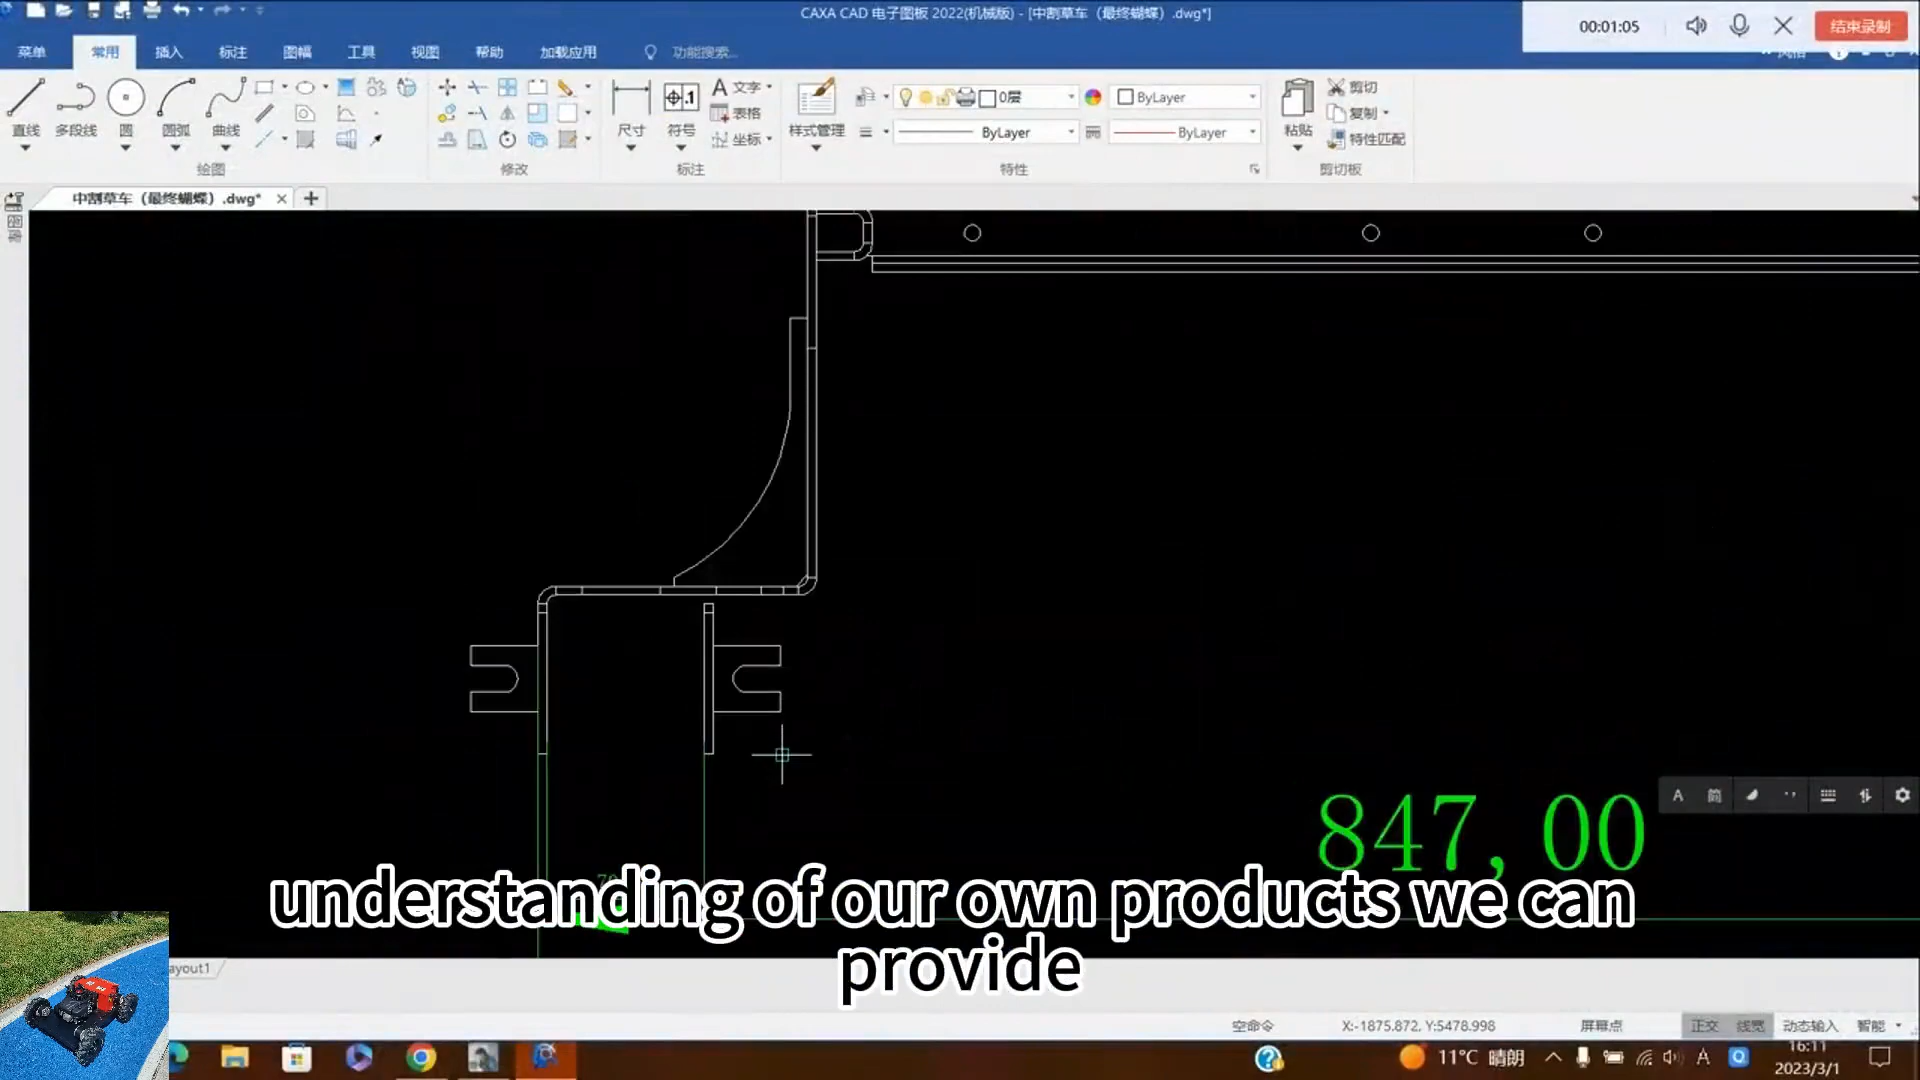 CAXA CAD 电子图板 2022(机械版) - [中割草车（最终蝴蝶）.dwg*]
00:01:05
结束录制
菜单 常用 插入 标注 图幅 工具 视图 帮助 加载应用 功能搜索...
直线 多段线 圆 圆弧 曲线
绘图
修改
尺寸 符号 文字 表格 坐标
标注
样式管理
0层 ByLayer
ByLayer ByLayer
特性
粘贴 剪切 复制 特性匹配
剪切板
中割草车（最终蝴蝶）.dwg*
847,00
A 简
understanding of our own products we can
provide
ayout1
空命令 X:-1875.872, Y:5478.998 屏幕点 正交 线宽 动态输入 智能
11°C 晴朗
16:11
2023/3/1